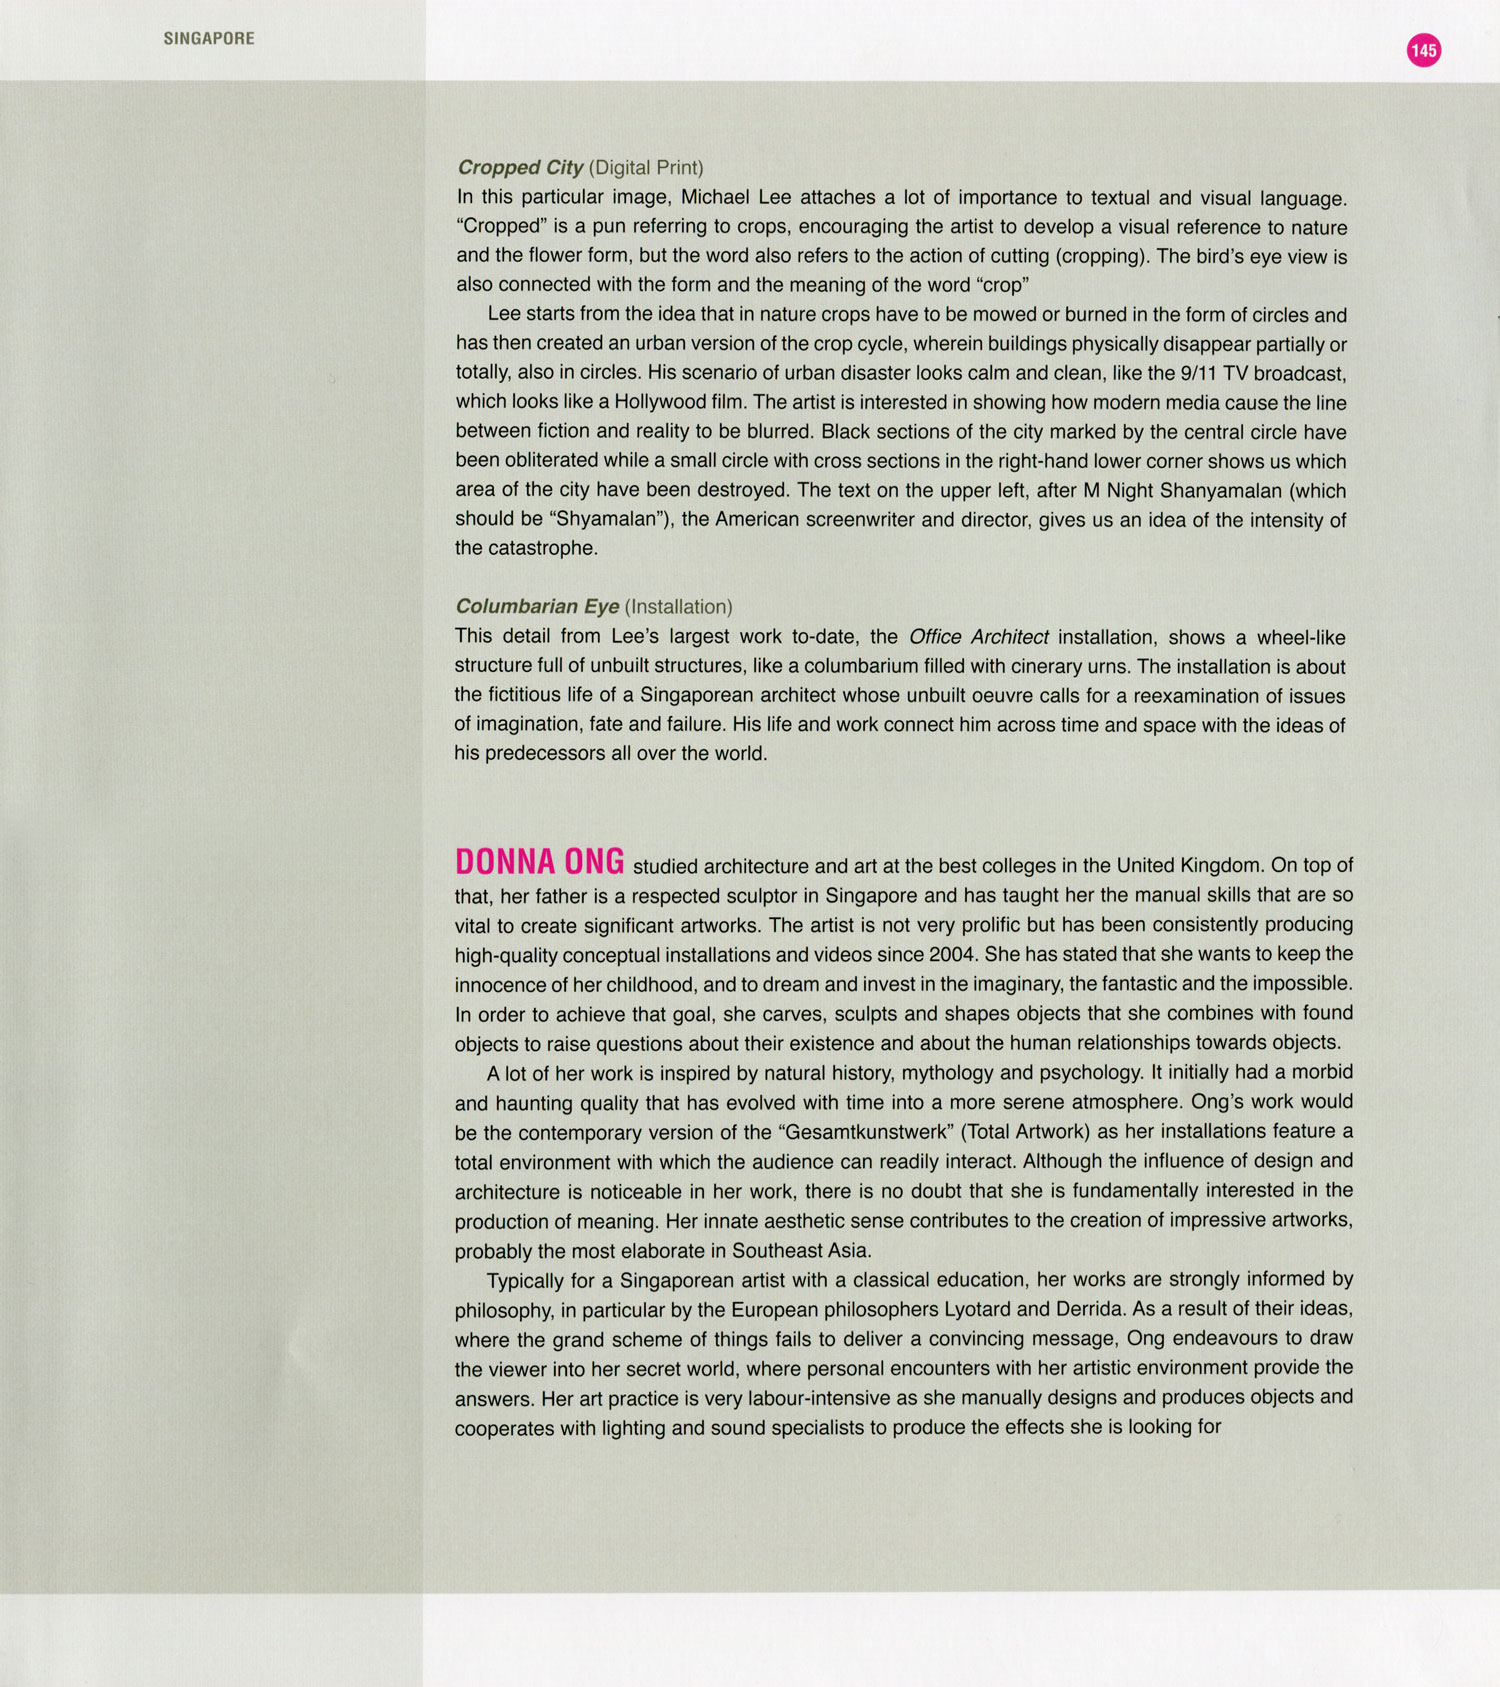 SINGAPORE
145
Cropped City (Digital Print)
In this particular image, Michael Lee attaches a lot of importance to textual and visual language.
“Cropped” is a pun referring to crops, encouraging the artist to develop a visual reference to nature
and the flower form, but the word also refers to the action of cutting (cropping). The bird’s eye view is
also connected with the form and the meaning of the word “crop”
Lee starts from the idea that in nature crops have to be mowed or burned in the form of circles and
has then created an urban version of the crop cycle, wherein buildings physically disappear partially or
totally, also in circles. His scenario of urban disaster looks calm and clean, like the 9/11 TV broadcast,
which looks like a Hollywood film. The artist is interested in showing how modern media cause the line
between fiction and reality to be blurred. Black sections of the city marked by the central circle have
been obliterated while a small circle with cross sections in the right-hand lower corner shows us which
area of the city have been destroyed. The text on the upper left, after M Night Shanyamalan (which
should be “Shyamalan”), the American screenwriter and director, gives us an idea of the intensity of
the catastrophe.
Columbarian Eye (Installation)
This detail from Lee’s largest work to-date, the Office Architect installation, shows a wheel-like
structure full of unbuilt structures, like a columbarium filled with cinerary urns. The installation is about
the fictitious life of a Singaporean architect whose unbuilt oeuvre calls for a reexamination of issues
of imagination, fate and failure. His life and work connect him across time and space with the ideas of
his predecessors all over the world.
DONNA ONG studied architecture and art at the best colleges in the United Kingdom. On top of
that, her father is a respected sculptor in Singapore and has taught her the manual skills that are so
vital to create significant artworks. The artist is not very prolific but has been consistently producing
high-quality conceptual installations and videos since 2004. She has stated that she wants to keep the
innocence of her childhood, and to dream and invest in the imaginary, the fantastic and the impossible.
In order to achieve that goal, she carves, sculpts and shapes objects that she combines with found
objects to raise questions about their existence and about the human relationships towards objects.
A lot of her work is inspired by natural history, mythology and psychology. It initially had a morbid
and haunting quality that has evolved with time into a more serene atmosphere. Ong’s work would
be the contemporary version of the “Gesamtkunstwerk” (Total Artwork) as her installations feature a
total environment with which the audience can readily interact. Although the influence of design and
architecture is noticeable in her work, there is no doubt that she is fundamentally interested in the
production of meaning. Her innate aesthetic sense contributes to the creation of impressive artworks,
probably the most elaborate in Southeast Asia.
Typically for a Singaporean artist with a classical education, her works are strongly informed by
philosophy, in particular by the European philosophers Lyotard and Derrida. As a result of their ideas,
where the grand scheme of things fails to deliver a convincing message, Ong endeavours to draw
the viewer into her secret world, where personal encounters with her artistic environment provide the
answers. Her art practice is very labour-intensive as she manually designs and produces objects and
cooperates with lighting and sound specialists to produce the effects she is looking for